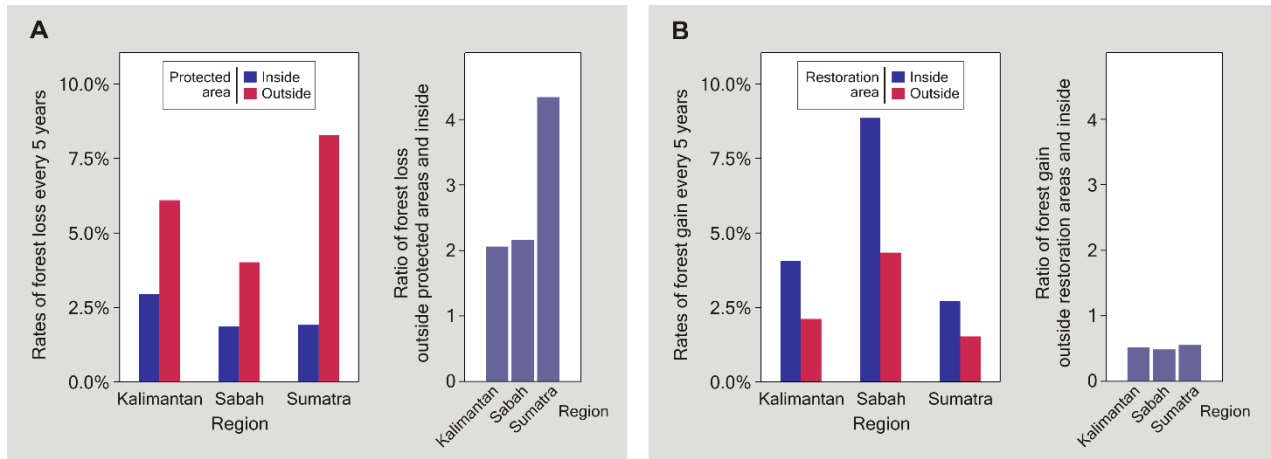 A
Rates of forest loss every 5 years
10.0%
7.5%
5.0%
2.5%
0.0%
Protected
area
Inside
Outside
Kalimantan
Sabah
Sumatra
Region
Ratio of forest loss
outside protected areas and inside
4
3
2
1
0
Kalimantan
Sabah
Sumatra
Region
B
Rates of forest gain every 5 years
10.0%
7.5%
5.0%
2.5%
0.0%
Restoration
area
Inside
Outside
Kalimantan
Sabah
Sumatra
Region
Ratio of forest gain
outside restoration areas and inside
4
3
2
1
0
Kalimantan
Sabah
Sumatra
Region